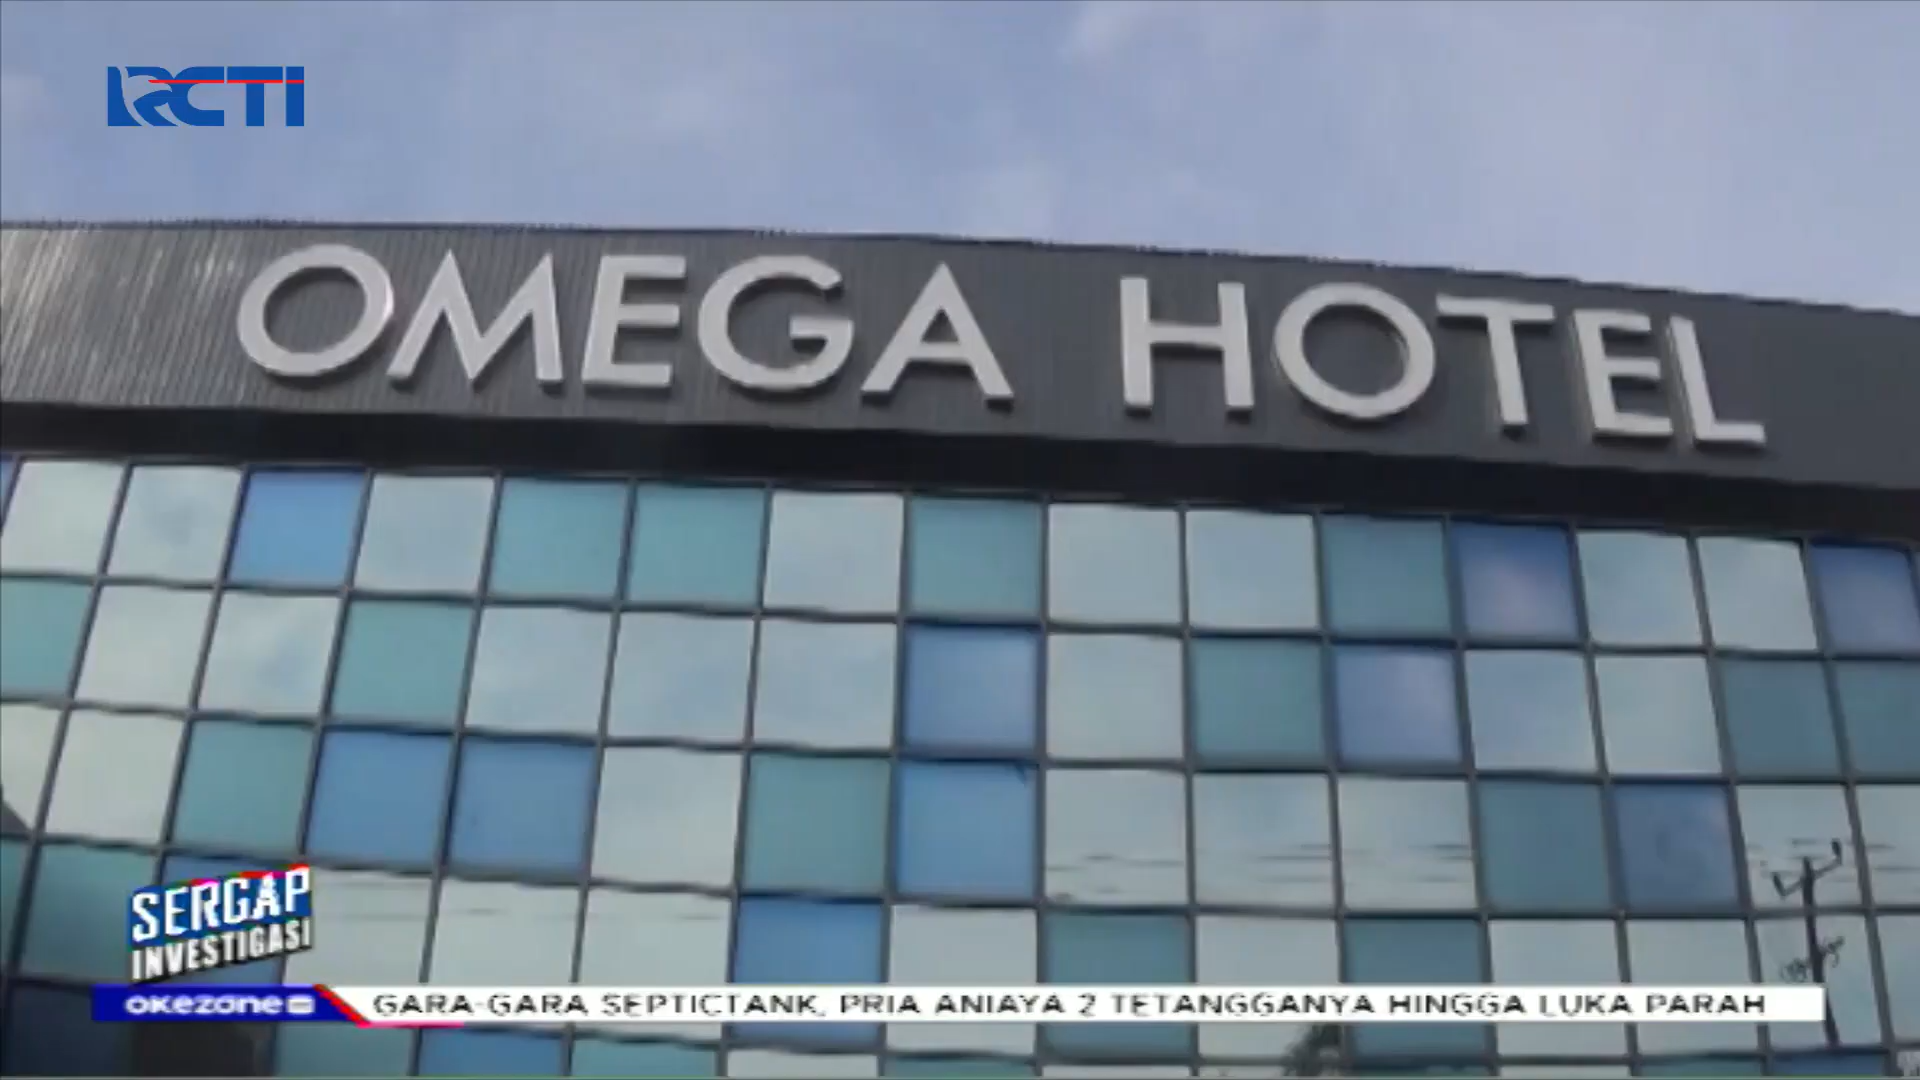 RCTI
OMEGA HOTEL
SERGAP
INVESTIGASI
okezone
GARA-GARA SEPTICTANK, PRIA ANIAYA 2 TETANGGANYA HINGGA LUKA PARAH